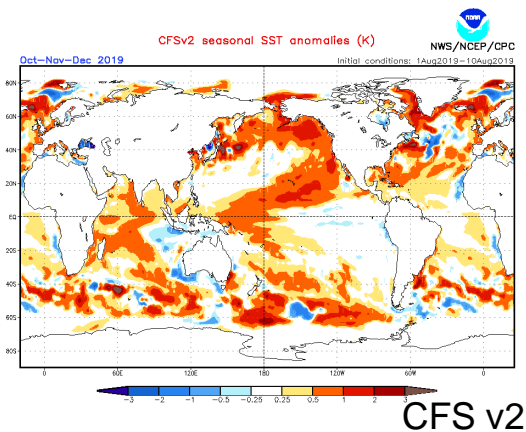 NOAA
CFSv2 seasonal SST anomalies (K)
NWS/NCEP/CPC
Oct-Nov-Dec 2019
Initial conditions: 1Aug2019-10Aug2019
60N
40N
20N
EQ
20S
40S
60S
80S
0 60E 120E 180 120W 60W 0
-3 -2 -1 -0.5 -0.25 0.25 0.5 1 2 3
CFS v2